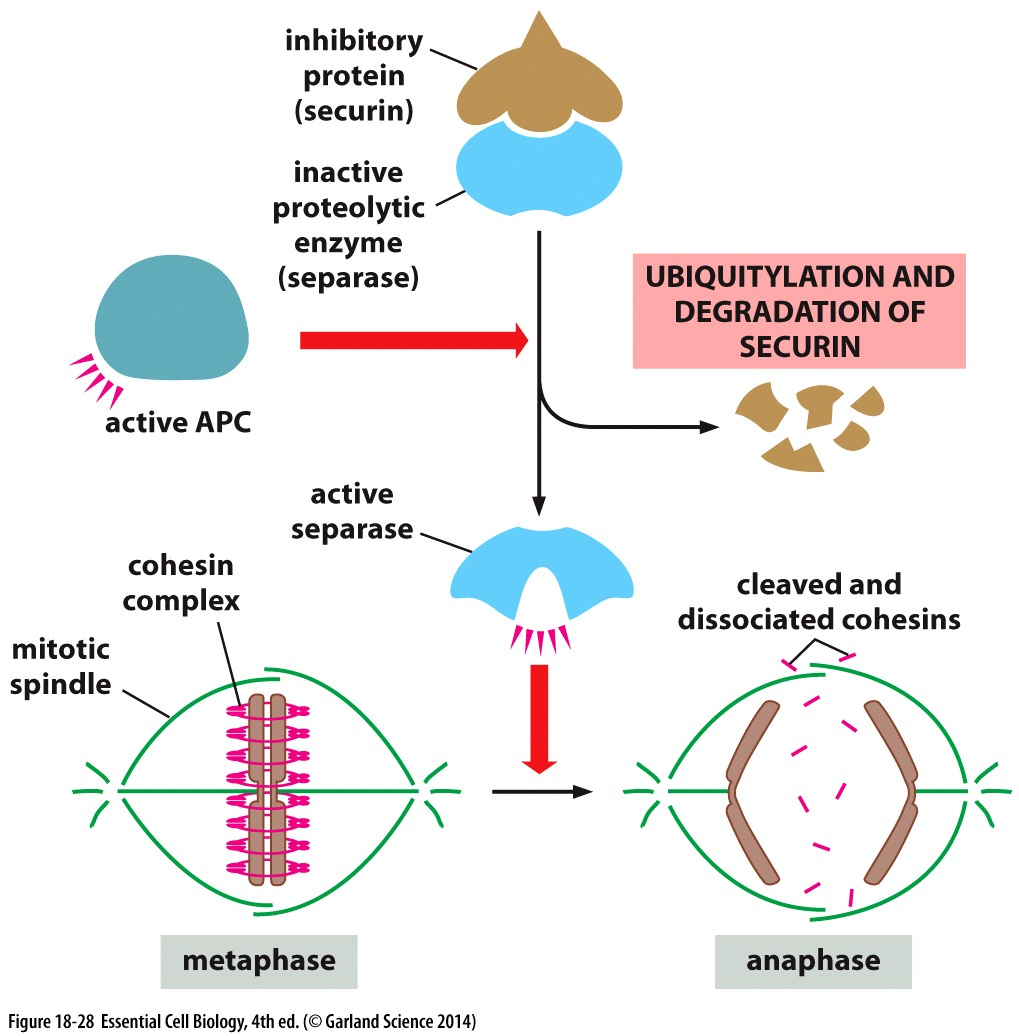 inhibitory
protein
(securin)
inactive
proteolytic
enzyme
(separase)
UBIQUITYLATION AND
DEGRADATION OF
SECURIN
active APC
active
separase
cohesin
complex
cleaved and
dissociated cohesins
mitotic
spindle
metaphase
anaphase
Figure 18-28 Essential Cell Biology, 4th ed. (© Garland Science 2014)